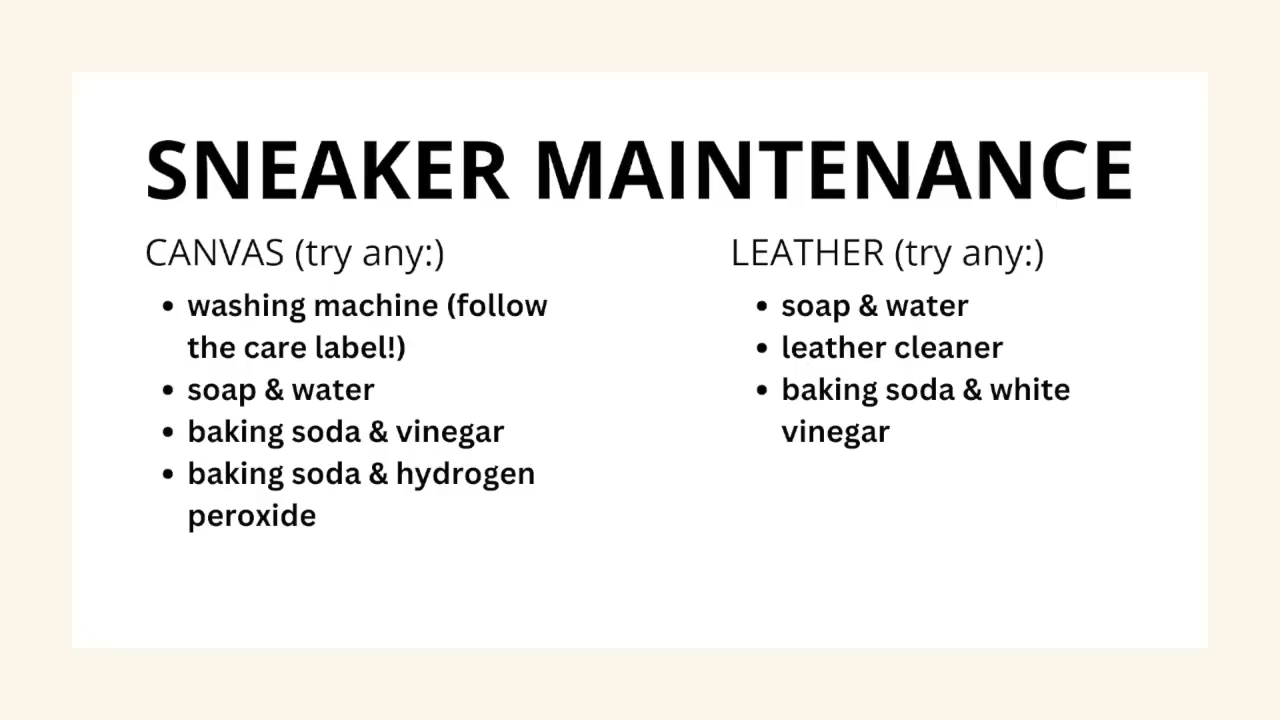 SNEAKER MAINTENANCE
CANVAS (try any:)
• washing machine (follow
the care label!)
• soap & water
• baking soda & vinegar
• baking soda & hydrogen
peroxide
LEATHER (try any:)
• soap & water
• leather cleaner
• baking soda & white
vinegar